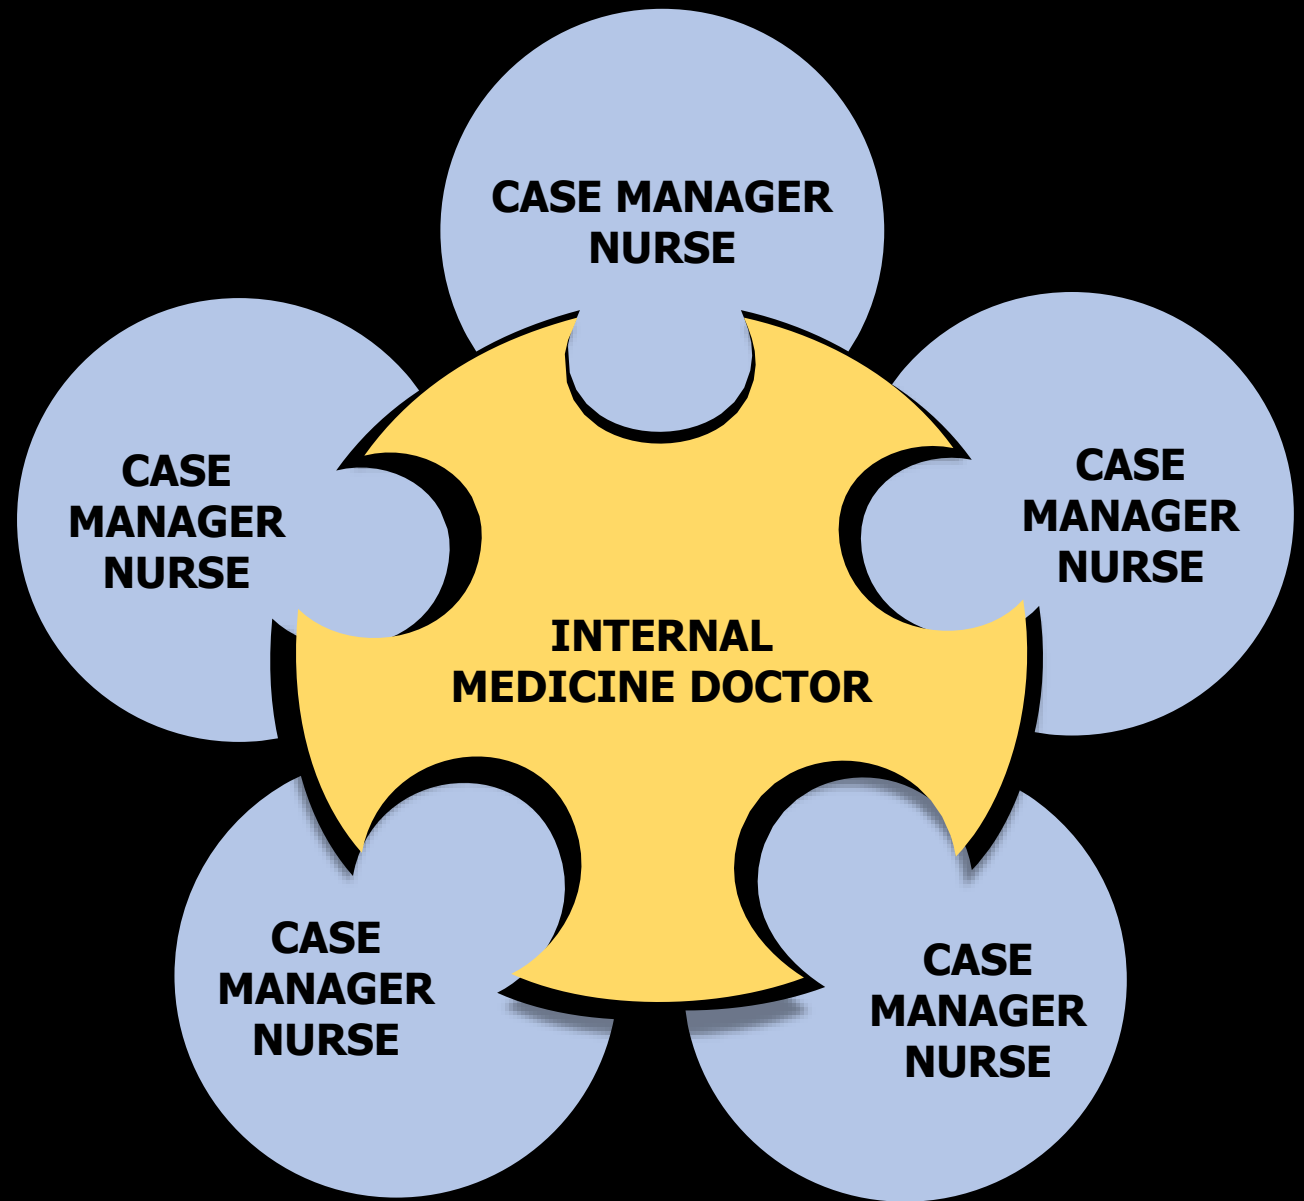 CASE MANAGER
NURSE
CASE
MANAGER
NURSE
CASE
MANAGER
NURSE
INTERNAL
MEDICINE DOCTOR
CASE
MANAGER
NURSE
CASE
MANAGER
NURSE